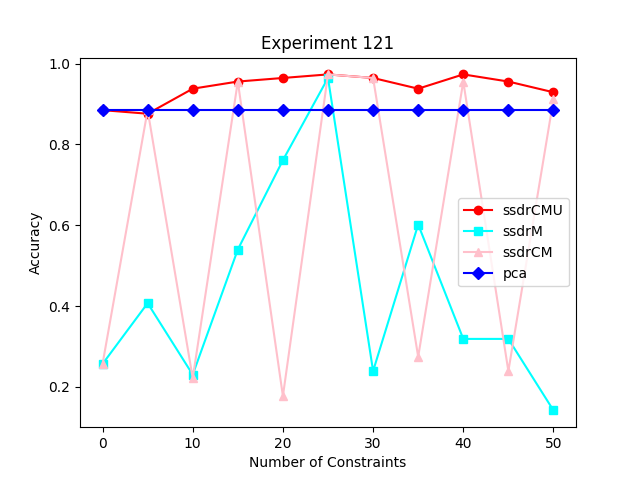 Experiment 121
Accuracy
1.0
0.8
0.6
0.4
0.2
ssdrCMU
ssdrM
ssdrCM
pca
0 10 20 30 40 50
Number of Constraints